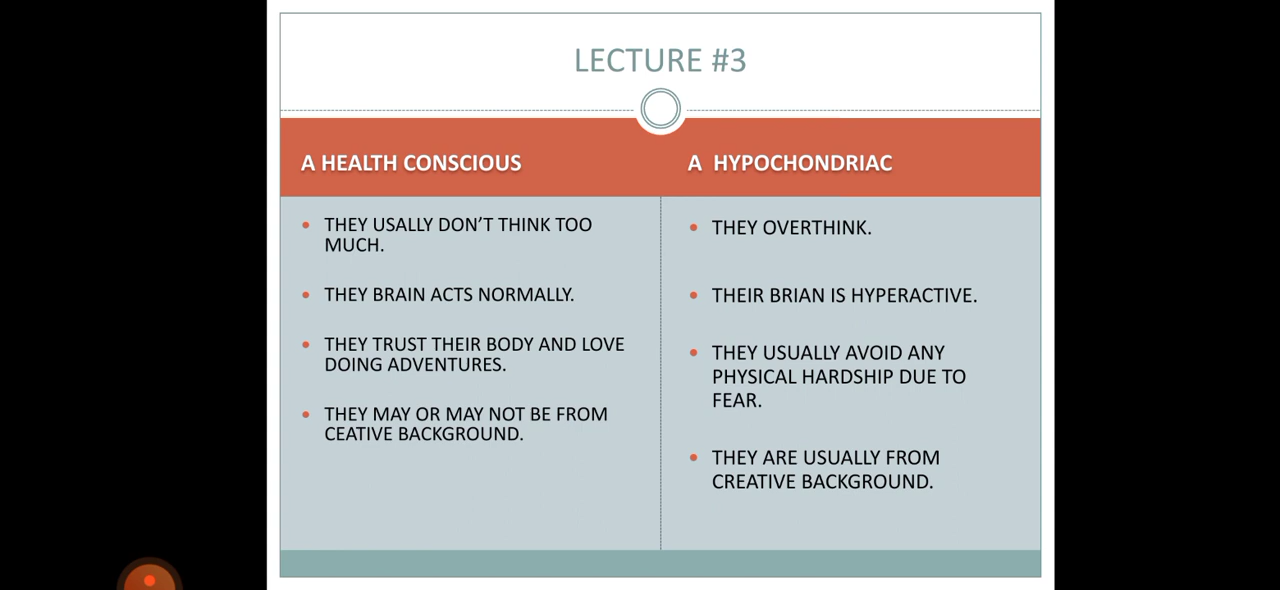 LECTURE #3
A HEALTH CONSCIOUS
THEY USALLY DON'T THINK TOO
MUCH.
THEY BRAIN ACTS NORMALLY.
THEY TRUST THEIR BODY AND LOVE
DOING ADVENTURES.
THEY MAY OR MAY NOT BE FROM
CEATIVE BACKGROUND.
A  HYPOCHONDRIAC
THEY OVERTHINK.
THEIR BRIAN IS HYPERACTIVE.
THEY USUALLY AVOID ANY
PHYSICAL HARDSHIP DUE TO
FEAR.
THEY ARE USUALLY FROM
CREATIVE BACKGROUND.